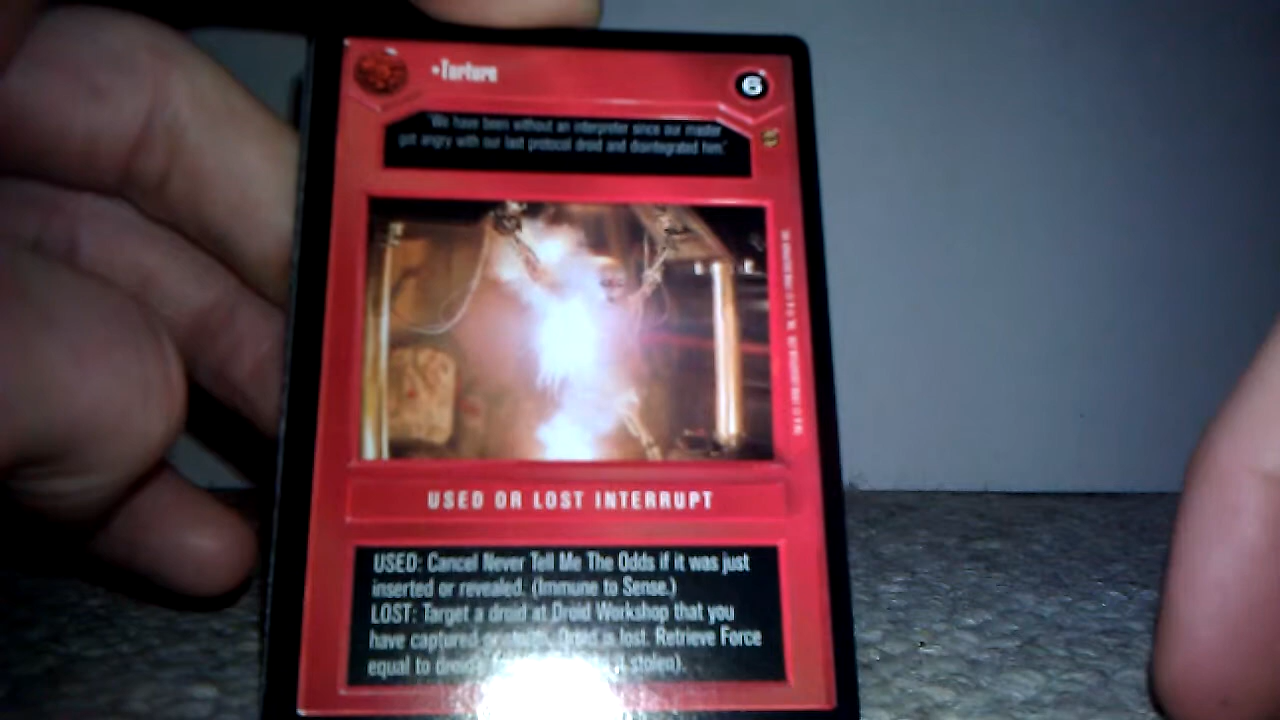 •Torture
6
"We have been without an interpreter since our master
got angry with our last protocol droid and disintegrated him."
USED OR LOST INTERRUPT
USED: Cancel Never Tell Me The Odds if it was just
inserted or revealed. (Immune to Sense.)
LOST: Target a droid at Droid Workshop that you
have captured or stolen. Droid is lost. Retrieve Force
equal to droid's stolen).